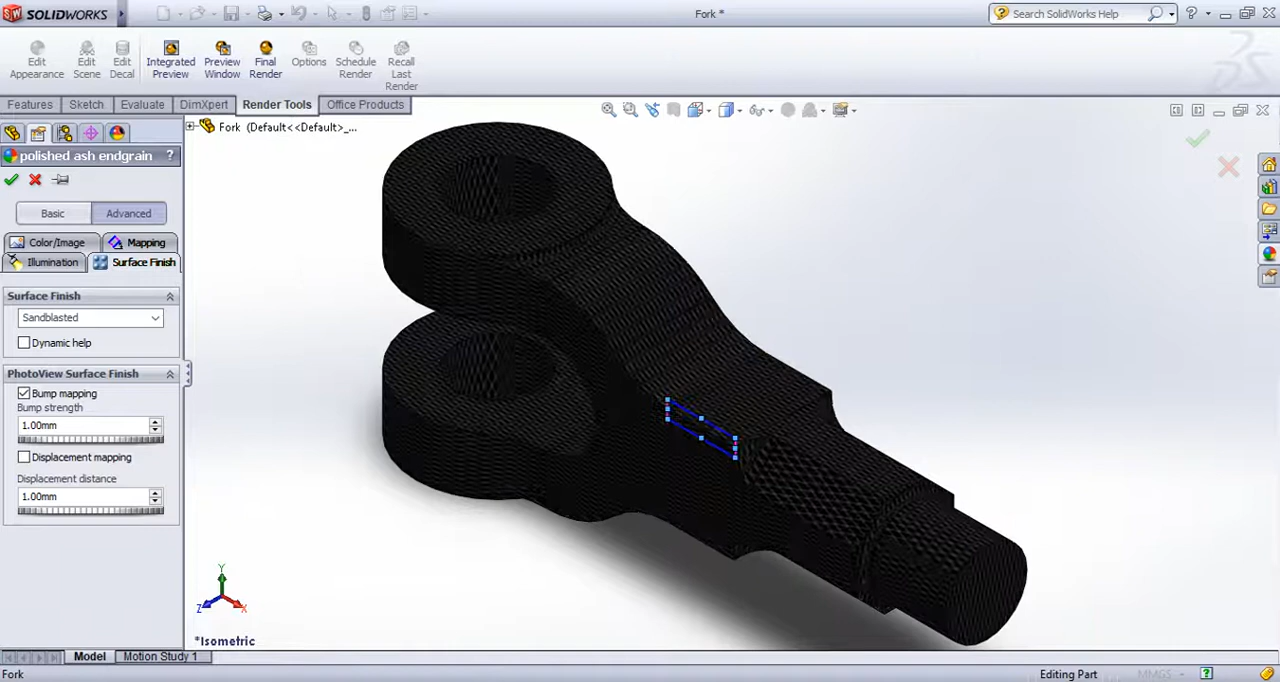 SOLIDWORKS
Fork *
Search SolidWorks Help
Edit Appearance
Edit Scene
Edit Decal
Integrated Preview
Preview Window
Final Render
Options
Schedule Render
Recall Last Render
Features
Sketch
Evaluate
DimXpert
Render Tools
Office Products
Fork (Default<<Default>_...
polished ash endgrain ?
Basic
Advanced
Color/Image
Mapping
Illumination
Surface Finish
Surface Finish
Sandblasted
Dynamic help
PhotoView Surface Finish
Bump mapping
Bump strength
1.00mm
Displacement mapping
Displacement distance
1.00mm
Y
Z
X
*Isometric
Model
Motion Study 1
Fork
Editing Part
MMGS
?